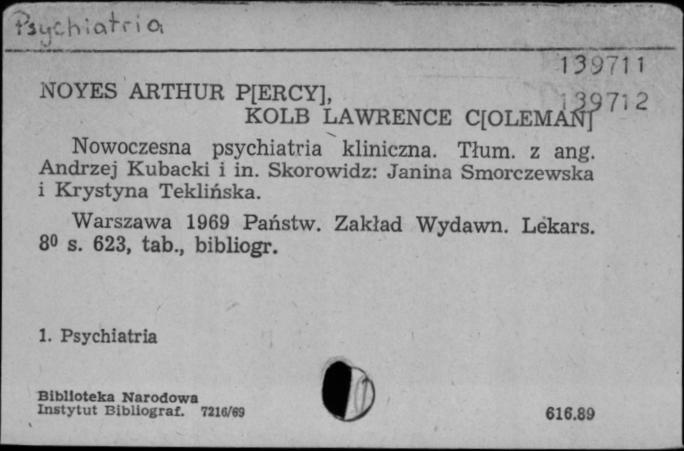 Psychiatria
139711
NOYES ARTHUR P[ERCY],
139712
KOLB LAWRENCE C[OLEMAN]
Nowoczesna psychiatria kliniczna. Tłum. z ang.
Andrzej Kubacki i in. Skorowidz: Janina Smorczewska
i Krystyna Teklińska.
Warszawa 1969 Państw. Zakład Wydawn. Lekars.
8⁰ s. 623, tab., bibliogr.
1. Psychiatria
Biblioteka Narodowa
Instytut Bibliograf. 7216/69
616.89